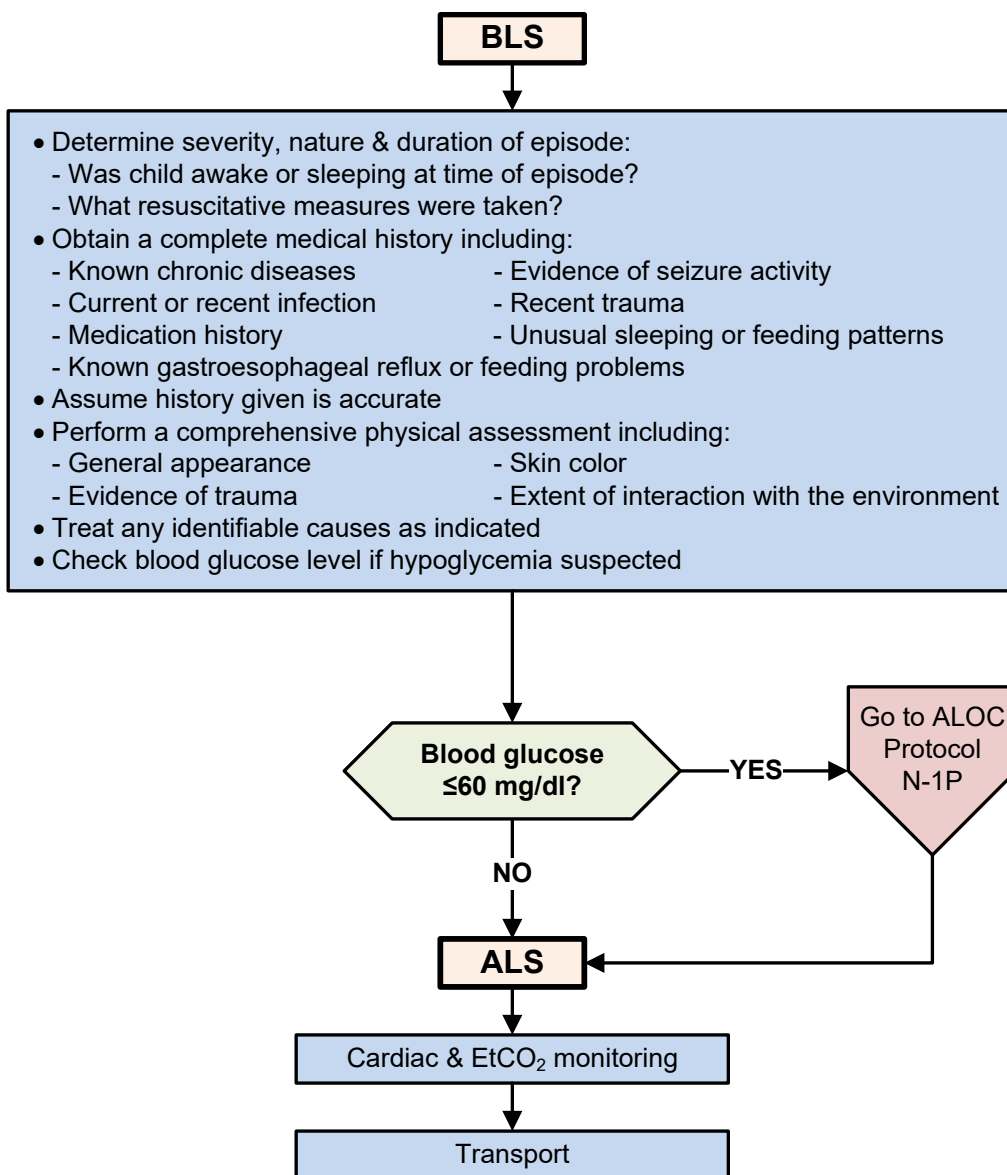 BLS
• Determine severity, nature & duration of episode:
- Was child awake or sleeping at time of episode?
- What resuscitative measures were taken?
• Obtain a complete medical history including:
- Known chronic diseases - Evidence of seizure activity
- Current or recent infection - Recent trauma
- Medication history - Unusual sleeping or feeding patterns
- Known gastroesophageal reflux or feeding problems
• Assume history given is accurate
• Perform a comprehensive physical assessment including:
- General appearance - Skin color
- Evidence of trauma - Extent of interaction with the environment
• Treat any identifiable causes as indicated
• Check blood glucose level if hypoglycemia suspected
Blood glucose
≤60 mg/dl?
YES
Go to ALOC
Protocol
N-1P
NO
ALS
Cardiac & EtCO₂ monitoring
Transport